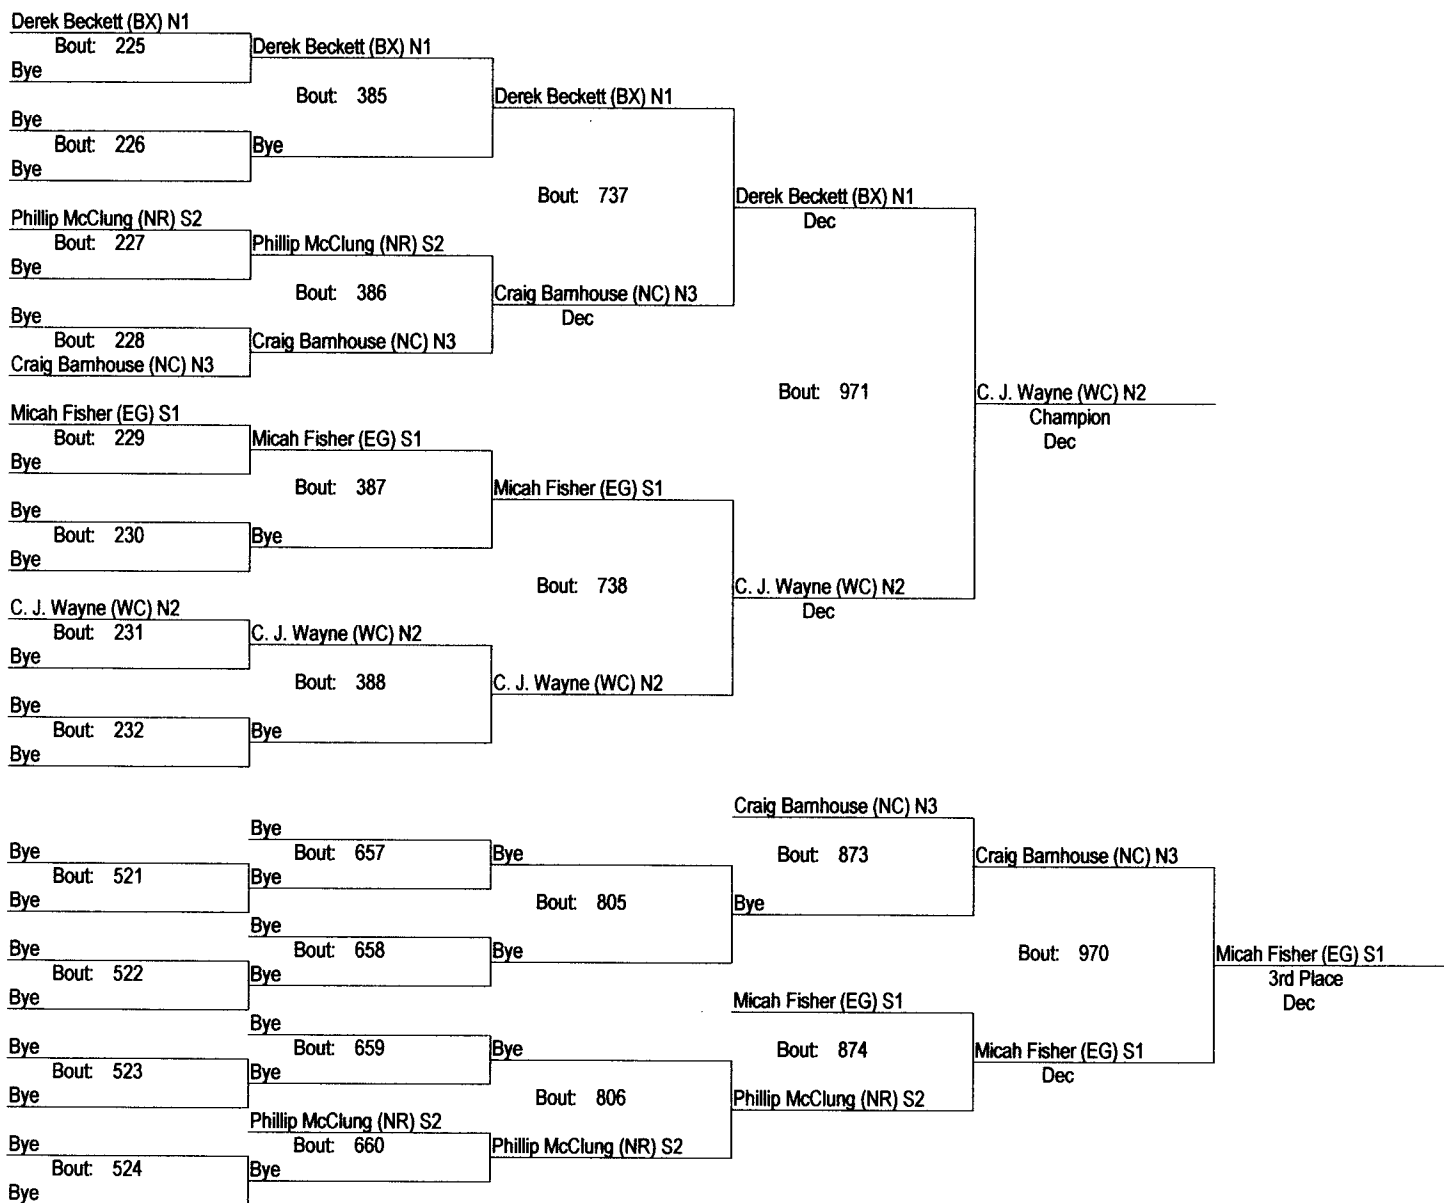 Derek Beckett (BX) N1
Bout: 225
Bye
Derek Beckett (BX) N1
Bout: 385
Bye
Bout: 226
Bye
Bye
Derek Beckett (BX) N1
Bout: 737
Phillip McClung (NR) S2
Bout: 227
Bye
Phillip McClung (NR) S2
Bout: 386
Bye
Bout: 228
Craig Barnhouse (NC) N3
Craig Barnhouse (NC) N3
Craig Barnhouse (NC) N3
Dec
Derek Beckett (BX) N1
Dec
Bout: 971
Micah Fisher (EG) S1
Bout: 229
Bye
Micah Fisher (EG) S1
Bout: 387
Bye
Bout: 230
Bye
Bye
Micah Fisher (EG) S1
Bout: 738
C. J. Wayne (WC) N2
Bout: 231
Bye
C. J. Wayne (WC) N2
Bout: 388
Bye
Bout: 232
Bye
Bye
C. J. Wayne (WC) N2
C. J. Wayne (WC) N2
Dec
C. J. Wayne (WC) N2
Champion
Dec
Bye
Bout: 521
Bye
Bye
Bout: 657
Bye
Bye
Bout: 522
Bye
Bye
Bout: 658
Bye
Bye
Bout: 805
Bye
Craig Barnhouse (NC) N3
Bout: 873
Bye
Craig Barnhouse (NC) N3
Bout: 970
Bye
Bout: 523
Bye
Bye
Bout: 659
Bye
Bye
Bout: 524
Bye
Phillip McClung (NR) S2
Bout: 660
Bye
Bye
Bout: 806
Phillip McClung (NR) S2
Micah Fisher (EG) S1
Bout: 874
Phillip McClung (NR) S2
Micah Fisher (EG) S1
Dec
Micah Fisher (EG) S1
3rd Place
Dec